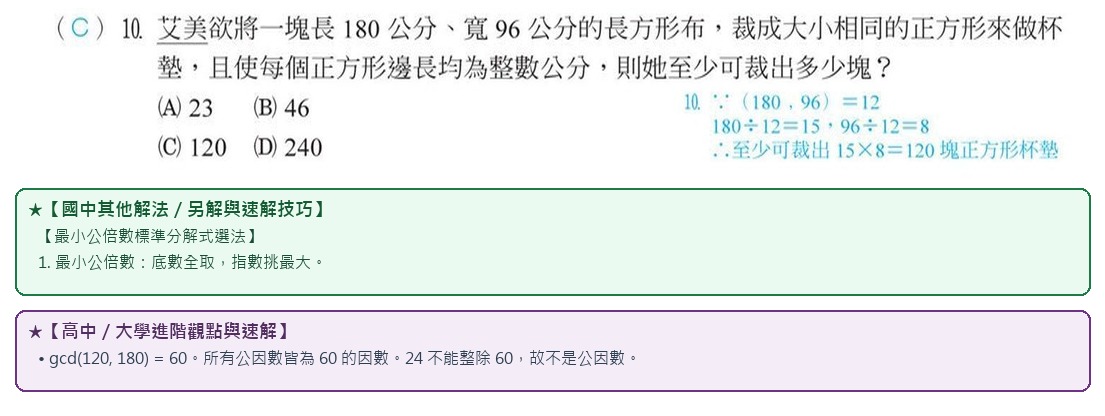 （C）10. 艾美欲將一塊長 180 公分、寬 96 公分的長方形布，裁成大小相同的正方形來做杯
墊，且使每個正方形邊長均為整數公分，則她至少可裁出多少塊？
(A) 23 (B) 46
(C) 120 (D) 240
10. ∵（180，96）＝12
180÷12＝15，96÷12＝8
∴至少可裁出 15×8＝120 塊正方形杯墊
★【國中其他解法 / 另解與速解技巧】
【最小公倍數標準分解式選法】
1. 最小公倍數：底數全取，指數挑最大。
★【高中 / 大學進階觀點與速解】
• gcd(120, 180) = 60。所有公因數皆為 60 的因數。24 不能整除 60，故不是公因數。